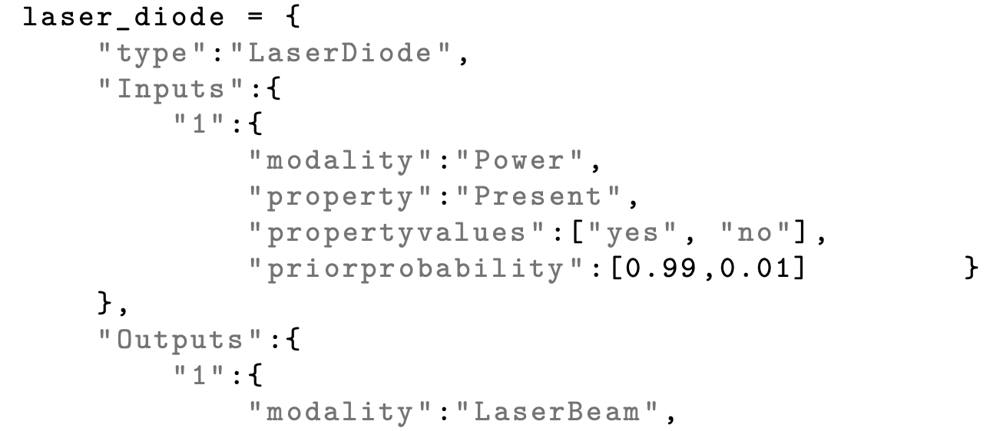 laser_diode = {
     "type":"LaserDiode",
     "Inputs":{
          "1":{
               "modality":"Power",
               "property":"Present",
               "propertyvalues":["yes", "no"],
               "priorprobability":[0.99,0.01]          }
     },
     "Outputs":{
          "1":{
               "modality":"LaserBeam",